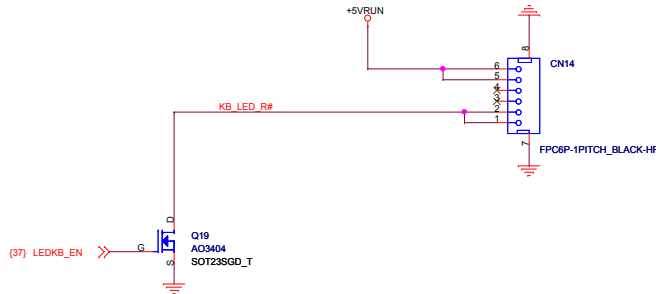 +5VRUN
8
CN14
6
5
4
3
2
1
KB_LED_R#
7
FPC6P-1PITCH_BLACK-HF
D
Q19
G
AO3404
{37} LEDKB_EN
S
SOT23SGD_T